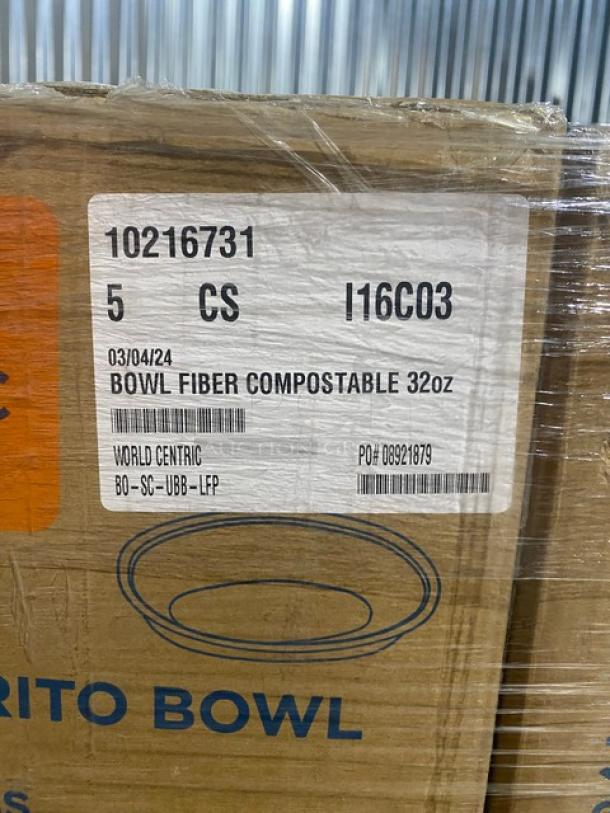 10216731
5 CS I16C03
03/04/24
BOWL FIBER COMPOSTABLE 32oz
WORLD CENTRIC PO# 08921879
BO-SC-UBB-LFP
RITO BOWL